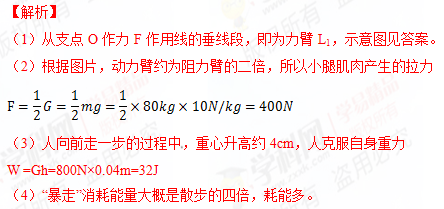 【解析】
（1）从支点 O 作力 F 作用线的垂线段，即为力臂 L₁，示意图见答案。
（2）根据图片，动力臂约为阻力臂的二倍，所以小腿肌肉产生的拉力
F = 1/2 G = 1/2 mg = 1/2 × 80kg × 10N/kg = 400N
（3）人向前走一步的过程中，重心升高约 4cm，人克服自身重力
W =Gh=800N×0.04m=32J
（4）“暴走”消耗能量大概是散步的四倍，耗能多。